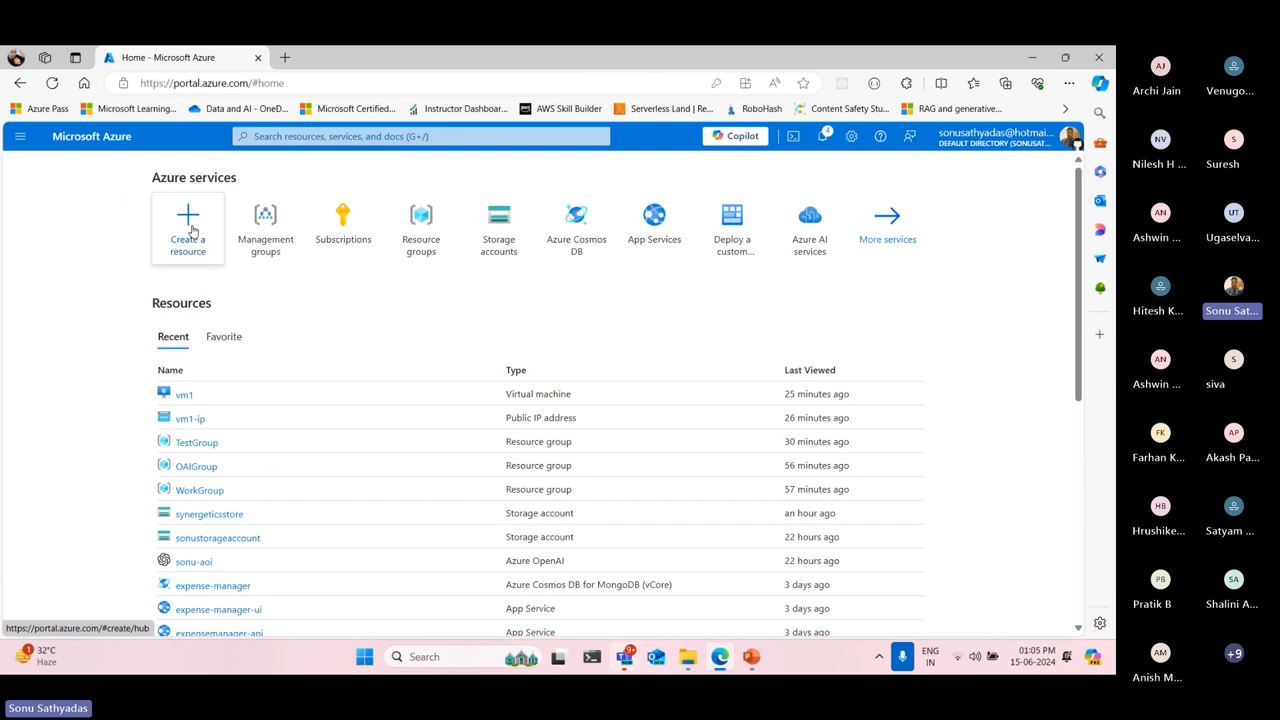 Home - Microsoft Azure
https://portal.azure.com/#home
Azure Pass
Microsoft Learning...
Data and AI - OneD...
Microsoft Certified...
Instructor Dashboar...
AWS Skill Builder
Serverless Land | Re...
RoboHash
Content Safety Stu...
RAG and generative...
Microsoft Azure
Search resources, services, and docs (G+/)
Copilot
4
sonusathyadas@hotmai...
DEFAULT DIRECTORY (SONUSAT...
Azure services
Create a
resource
Management
groups
Subscriptions
Resource
groups
Storage
accounts
Azure Cosmos
DB
App Services
Deploy a
custom...
Azure AI
services
More services
Resources
Recent
Favorite
Name Type Last Viewed
vm1 Virtual machine 25 minutes ago
vm1-ip Public IP address 26 minutes ago
TestGroup Resource group 30 minutes ago
OAIGroup Resource group 56 minutes ago
WorkGroup Resource group 57 minutes ago
synergeticsstore Storage account an hour ago
sonustorageaccount Storage account 22 hours ago
sonu-aoi Azure OpenAI 22 hours ago
expense-manager Azure Cosmos DB for MongoDB (vCore) 3 days ago
expense-manager-ui App Service 3 days ago
expensemanager-api App Service 3 days ago
https://portal.azure.com/#create/hub
1
32°C
Haze
Search
9+
ENG
IN
01:05 PM
15-06-2024
PRE
Sonu Sathyadas
AJ
Archi Jain
Venugo...
NV
Nilesh H ...
S
Suresh
AN
Ashwin ...
UT
Ugaselva...
Hitesh K...
Sonu Sat...
AN
Ashwin ...
S
siva
FK
Farhan K...
AP
Akash Pa...
HB
Hrushike...
Satyam ...
PB
Pratik B
SA
Shalini A...
AM
Anish M...
+9